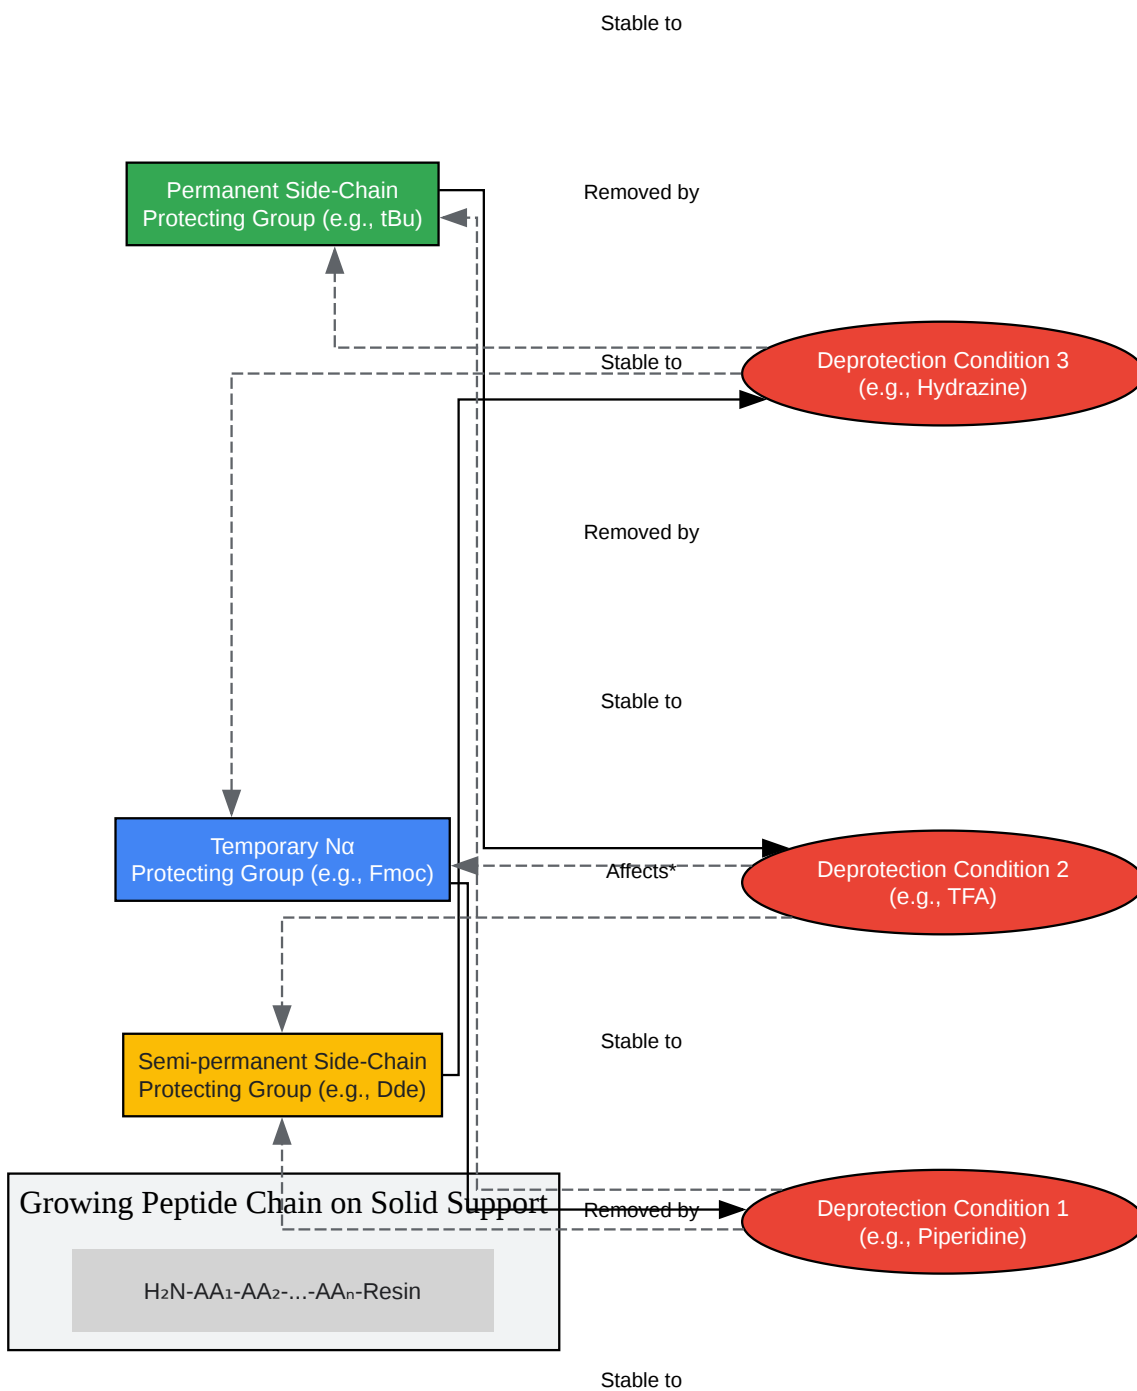 Stable to
Permanent Side-Chain
Protecting Group (e.g., tBu)
Removed by
Deprotection Condition 3
(e.g., Hydrazine)
Stable to
Removed by
Stable to
Temporary Nα
Protecting Group (e.g., Fmoc)
Affects*
Deprotection Condition 2
(e.g., TFA)
Semi-permanent Side-Chain
Protecting Group (e.g., Dde)
Stable to
Growing Peptide Chain on Solid Support
Removed by
Deprotection Condition 1
(e.g., Piperidine)
H₂N-AA₁-AA₂-...-AAₙ-Resin
Stable to